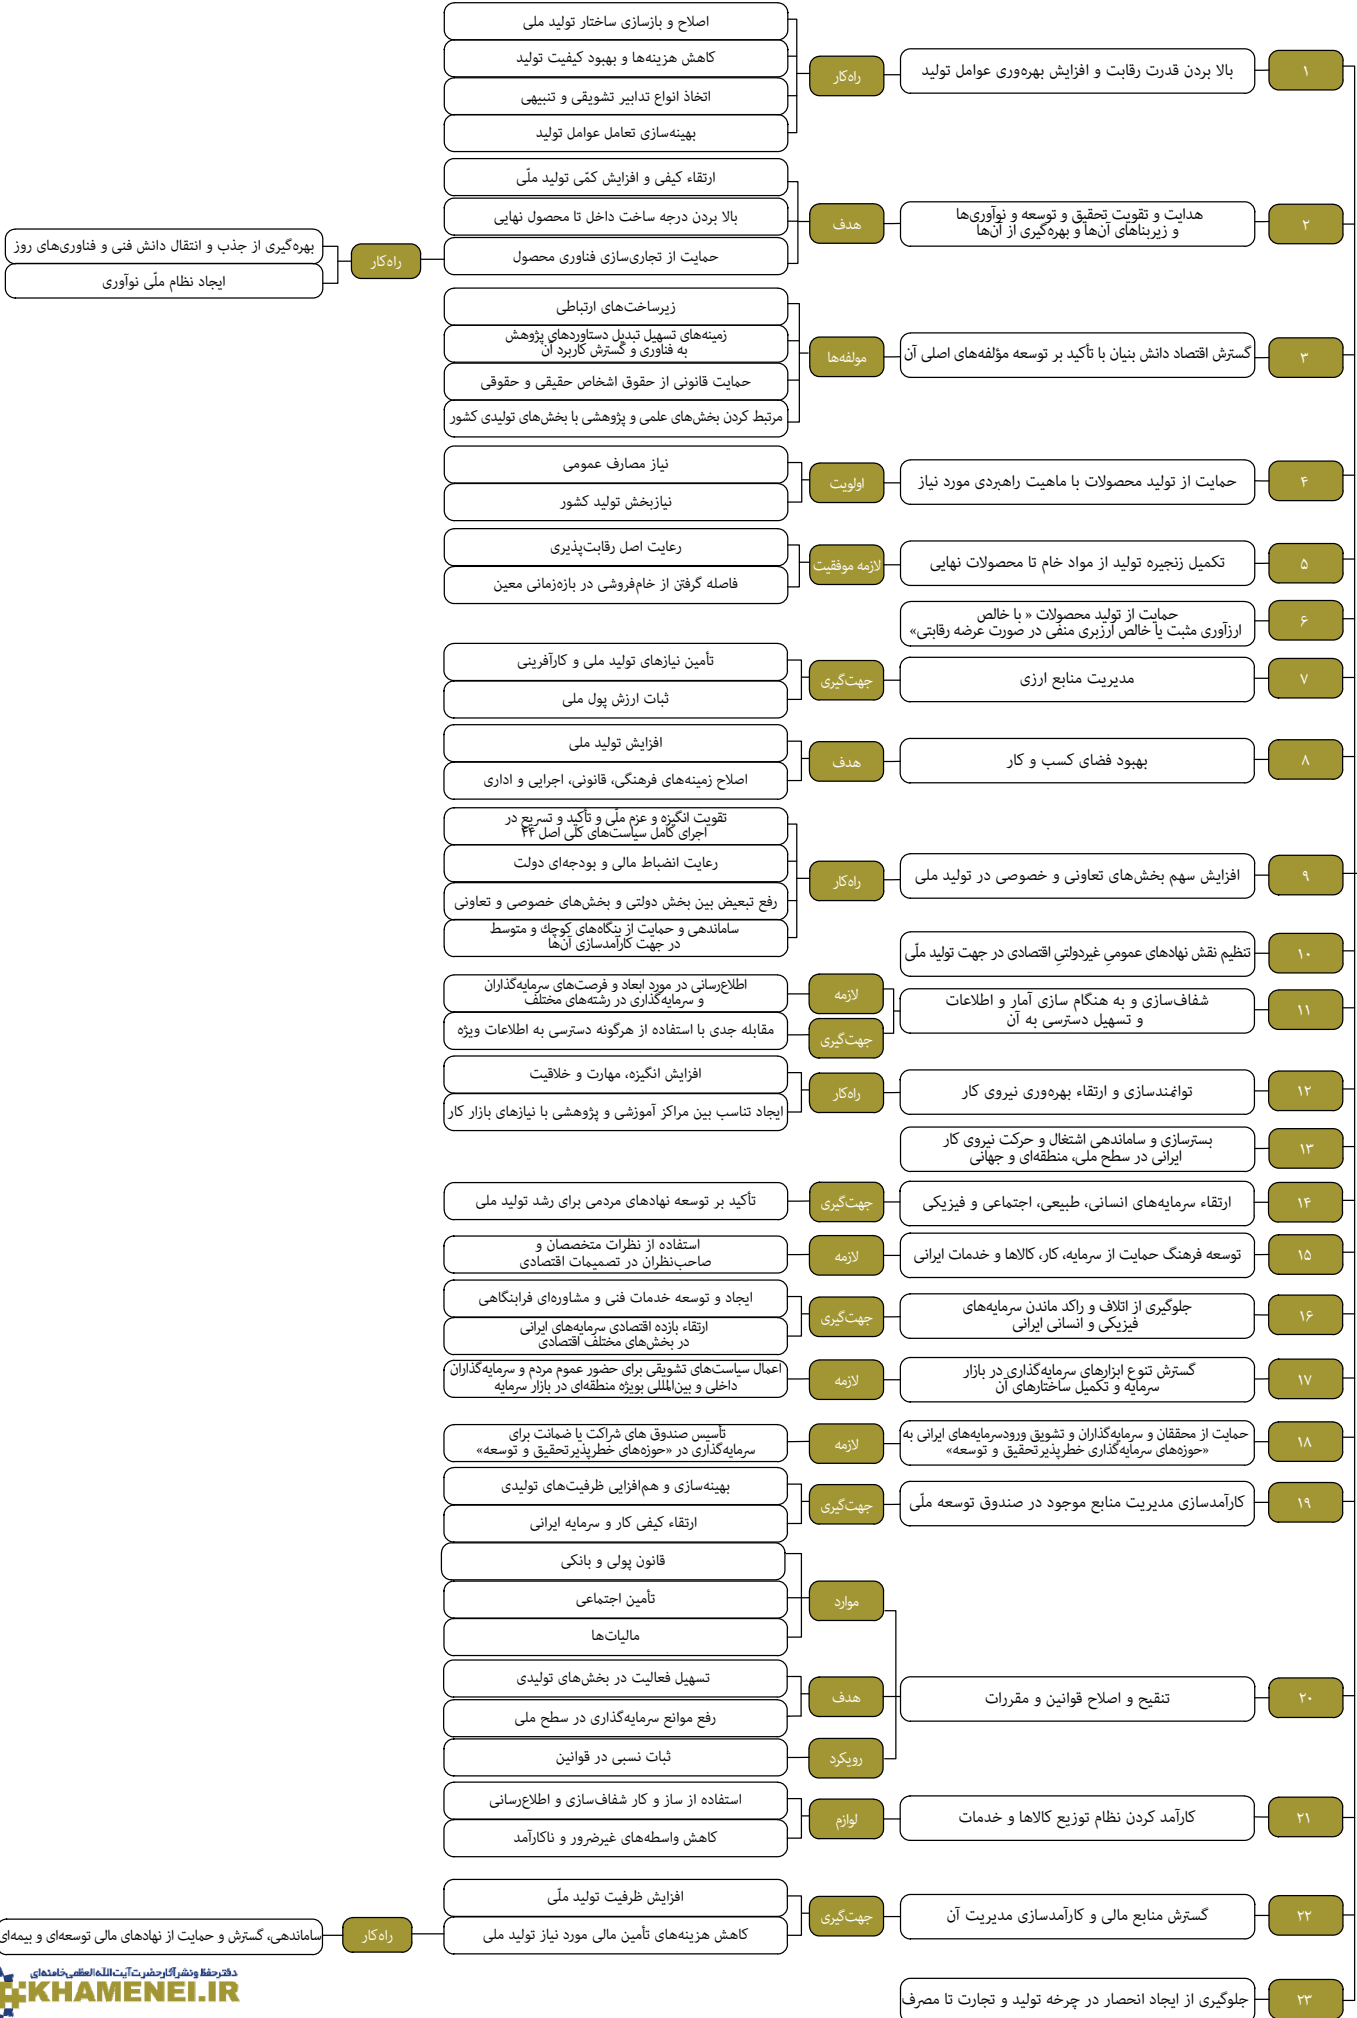 ۱
بالا بردن قدرت رقابت و افزایش بهره‌وری عوامل تولید
راه‌کار
اصلاح و بازسازی ساختار تولید ملی
کاهش هزینه‌ها و بهبود کیفیت تولید
اتخاذ انواع تدابیر تشویقی و تنبیهی
بهینه‌سازی تعامل عوامل تولید
۲
هدایت و تقویت تحقیق و توسعه و نوآوری‌ها
و زیربناهای آن‌ها و بهره‌گیری از آن‌ها
هدف
ارتقاء کیفی و افزایش کمّی تولید ملّی
بالا بردن درجه ساخت داخل تا محصول نهایی
حمایت از تجاری‌سازی فناوری محصول
راه‌کار
بهره‌گیری از جذب و انتقال دانش فنی و فناوری‌های روز
ایجاد نظام ملّی نوآوری
۳
گسترش اقتصاد دانش بنیان با تأکید بر توسعه مؤلفه‌های اصلی آن
مولفه‌ها
زیرساخت‌های ارتباطی
زمینه‌های تسهیل تبدیل دستاوردهای پژوهش
به فناوری و گسترش کاربرد آن
حمایت قانونی از حقوق اشخاص حقیقی و حقوقی
مرتبط کردن بخش‌های علمی و پژوهشی با بخش‌های تولیدی کشور
۴
حمایت از تولید محصولات با ماهیت راهبردی مورد نیاز
اولویت
نیاز مصارف عمومی
نیازبخش تولید کشور
۵
تکمیل زنجیره تولید از مواد خام تا محصولات نهایی
لازمه موفقیت
رعایت اصل رقابت‌پذیری
فاصله گرفتن از خام‌فروشی در بازه‌زمانی معین
۶
حمایت از تولید محصولات « با خالص
ارزآوری مثبت یا خالص ارزبری منفی در صورت عرضه رقابتی»
۷
مدیریت منابع ارزی
جهت‌گیری
تأمین نیازهای تولید ملی و کارآفرینی
ثبات ارزش پول ملی
۸
بهبود فضای کسب و کار
هدف
افزایش تولید ملی
اصلاح زمینه‌های فرهنگی، قانونی، اجرایی و اداری
۹
افزایش سهم بخش‌های تعاونی و خصوصی در تولید ملی
راه‌کار
تقویت انگیزه و عزم ملّی و تأکید و تسریع در
اجرای کامل سیاست‌های کلی اصل ۴۴
رعایت انضباط مالی و بودجه‌ای دولت
رفع تبعیض بین بخش دولتی و بخش‌های خصوصی و تعاونی
ساماندهی و حمایت از بنگاه‌های کوچك و متوسط
در جهت کارآمدسازی آن‌ها
۱۰
تنظیم نقش نهادهای عمومیِ غیردولتیِ اقتصادی در جهت تولید ملّی
۱۱
شفاف‌سازی و به هنگام سازی آمار و اطلاعات
و تسهیل دسترسی به آن
لازمه
اطلاع‌رسانی در مورد ابعاد و فرصت‌های سرمایه‌گذاران
و سرمایه‌گذاری در رشته‌های مختلف
جهت‌گیری
مقابله جدی با استفاده از هرگونه دسترسی به اطلاعات ویژه
۱۲
توانمندسازی و ارتقاء بهره‌وری نیروی کار
راه‌کار
افزایش انگیزه، مهارت و خلاقیت
ایجاد تناسب بین مراکز آموزشی و پژوهشی با نیازهای بازار کار
۱۳
بسترسازی و ساماندهی اشتغال و حرکت نیروی کار
ایرانی در سطح ملی، منطقه‌ای و جهانی
۱۴
ارتقاء سرمایه‌های انسانی، طبیعی، اجتماعی و فیزیکی
جهت‌گیری
تأکید بر توسعه نهادهای مردمی برای رشد تولید ملی
۱۵
توسعه فرهنگ حمایت از سرمایه، کار، کالاها و خدمات ایرانی
لازمه
استفاده از نظرات متخصصان و
صاحب‌نظران در تصمیمات اقتصادی
۱۶
جلوگیری از اتلاف و راکد ماندن سرمایه‌های
فیزیکی و انسانی ایرانی
جهت‌گیری
ایجاد و توسعه خدمات فنی و مشاوره‌ای فرابنگاهی
ارتقاء بازده اقتصادی سرمایه‌های ایرانی
در بخش‌های مختلف اقتصادی
۱۷
گسترش تنوع ابزارهای سرمایه‌گذاری در بازار
سرمایه و تکمیل ساختارهای آن
لازمه
اعمال سیاست‌های تشویقی برای حضور عموم مردم و سرمایه‌گذاران
داخلی و بین‌المللی بویژه منطقه‌ای در بازار سرمایه
۱۸
حمایت از محققان و سرمایه‌گذاران و تشویق ورودسرمایه‌های ایرانی به
«حوزه‌های سرمایه‌گذاری خطرپذیر تحقیق و توسعه»
لازمه
تأسیس صندوق های شراکت یا ضمانت برای
سرمایه‌گذاری در «حوزه‌های خطرپذیر تحقیق و توسعه»
۱۹
کارآمدسازی مدیریت منابع موجود در صندوق توسعه ملّی
جهت‌گیری
بهینه‌سازی و هم‌افزایی ظرفیت‌های تولیدی
ارتقاء کیفی کار و سرمایه ایرانی
۲۰
تنقیح و اصلاح قوانین و مقررات
موارد
قانون پولی و بانکی
تأمین اجتماعی
مالیات‌ها
هدف
تسهیل فعالیت در بخش‌های تولیدی
رفع موانع سرمایه‌گذاری در سطح ملی
رویکرد
ثبات نسبی در قوانین
۲۱
کارآمد کردن نظام توزیع کالاها و خدمات
لوازم
استفاده از ساز و کار شفاف‌سازی و اطلاع‌رسانی
کاهش واسطه‌های غیرضرور و ناکارآمد
۲۲
گسترش منابع مالی و کارآمدسازی مدیریت آن
جهت‌گیری
افزایش ظرفیت تولید ملّی
کاهش هزینه‌های تأمین مالی مورد نیاز تولید ملی
راه‌کار
ساماندهی، گسترش و حمایت از نهادهای مالی توسعه‌ای و بیمه‌ای
۲۳
جلوگیری از ایجاد انحصار در چرخه تولید و تجارت تا مصرف
دفتر حفظ و نشر آثار حضرت آیت‌الله‌العظمی خامنه‌ای
KHAMENEI.IR